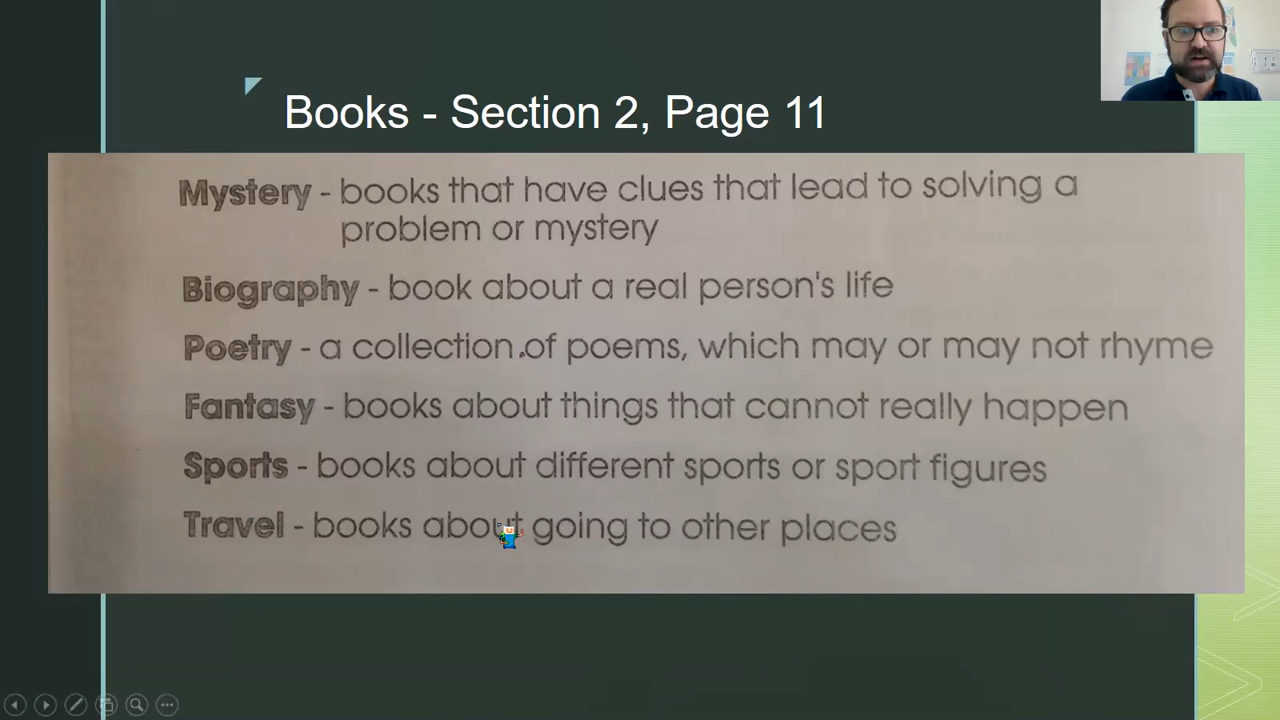 Books - Section 2, Page 11
Mystery - books that have clues that lead to solving a
problem or mystery
Biography - book about a real person's life
Poetry - a collection of poems, which may or may not rhyme
Fantasy - books about things that cannot really happen
Sports - books about different sports or sport figures
Travel - books about going to other places